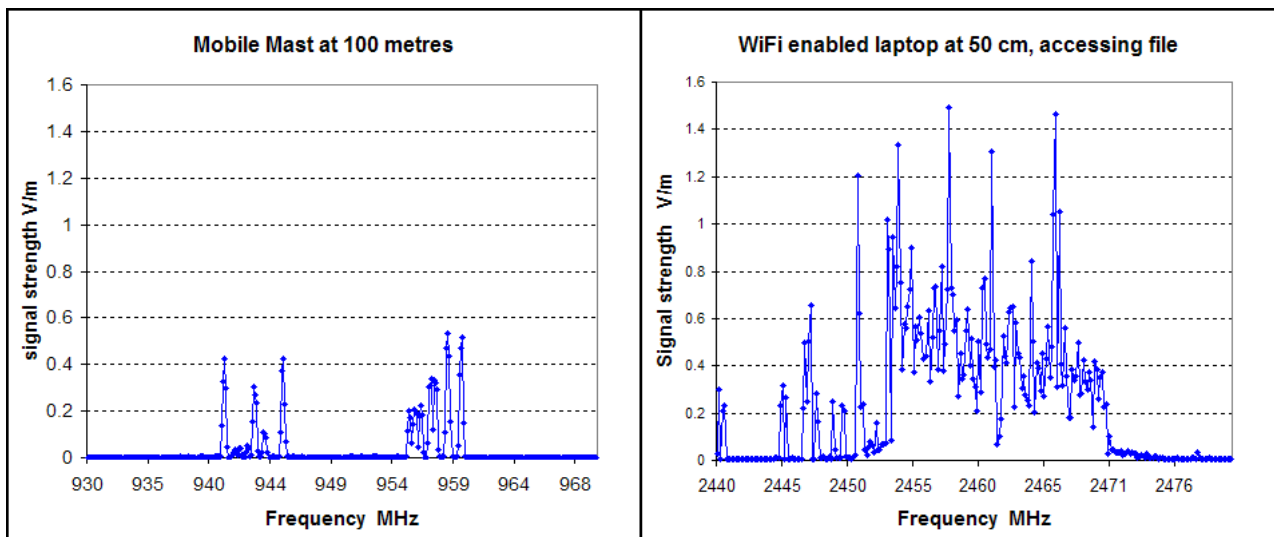 Mobile Mast at 100 metres
1.6
1.4
1.2
1
0.8
0.6
0.4
0.2
0
signal strength V/m
930 935 940 944 949 954 959 964 968
Frequency MHz
WiFi enabled laptop at 50 cm, accessing file
1.6
1.4
1.2
1
0.8
0.6
0.4
0.2
0
Signal strength V/m
2440 2445 2450 2455 2460 2465 2471 2476
Frequency MHz